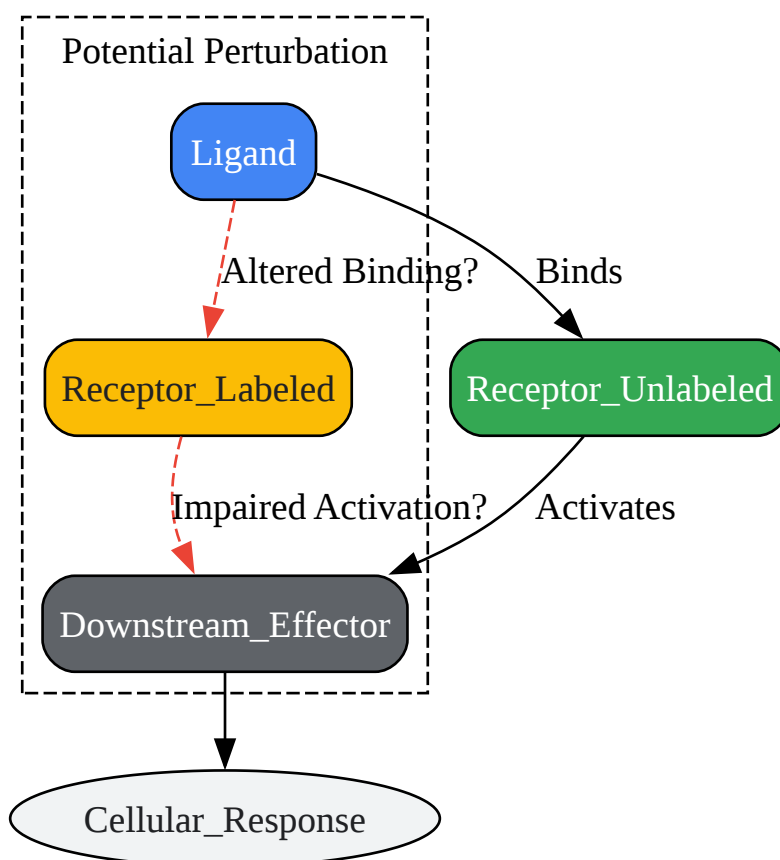 Potential Perturbation
Ligand
Altered Binding?
Binds
Receptor_Labeled
Receptor_Unlabeled
Impaired Activation?
Activates
Downstream_Effector
Cellular_Response